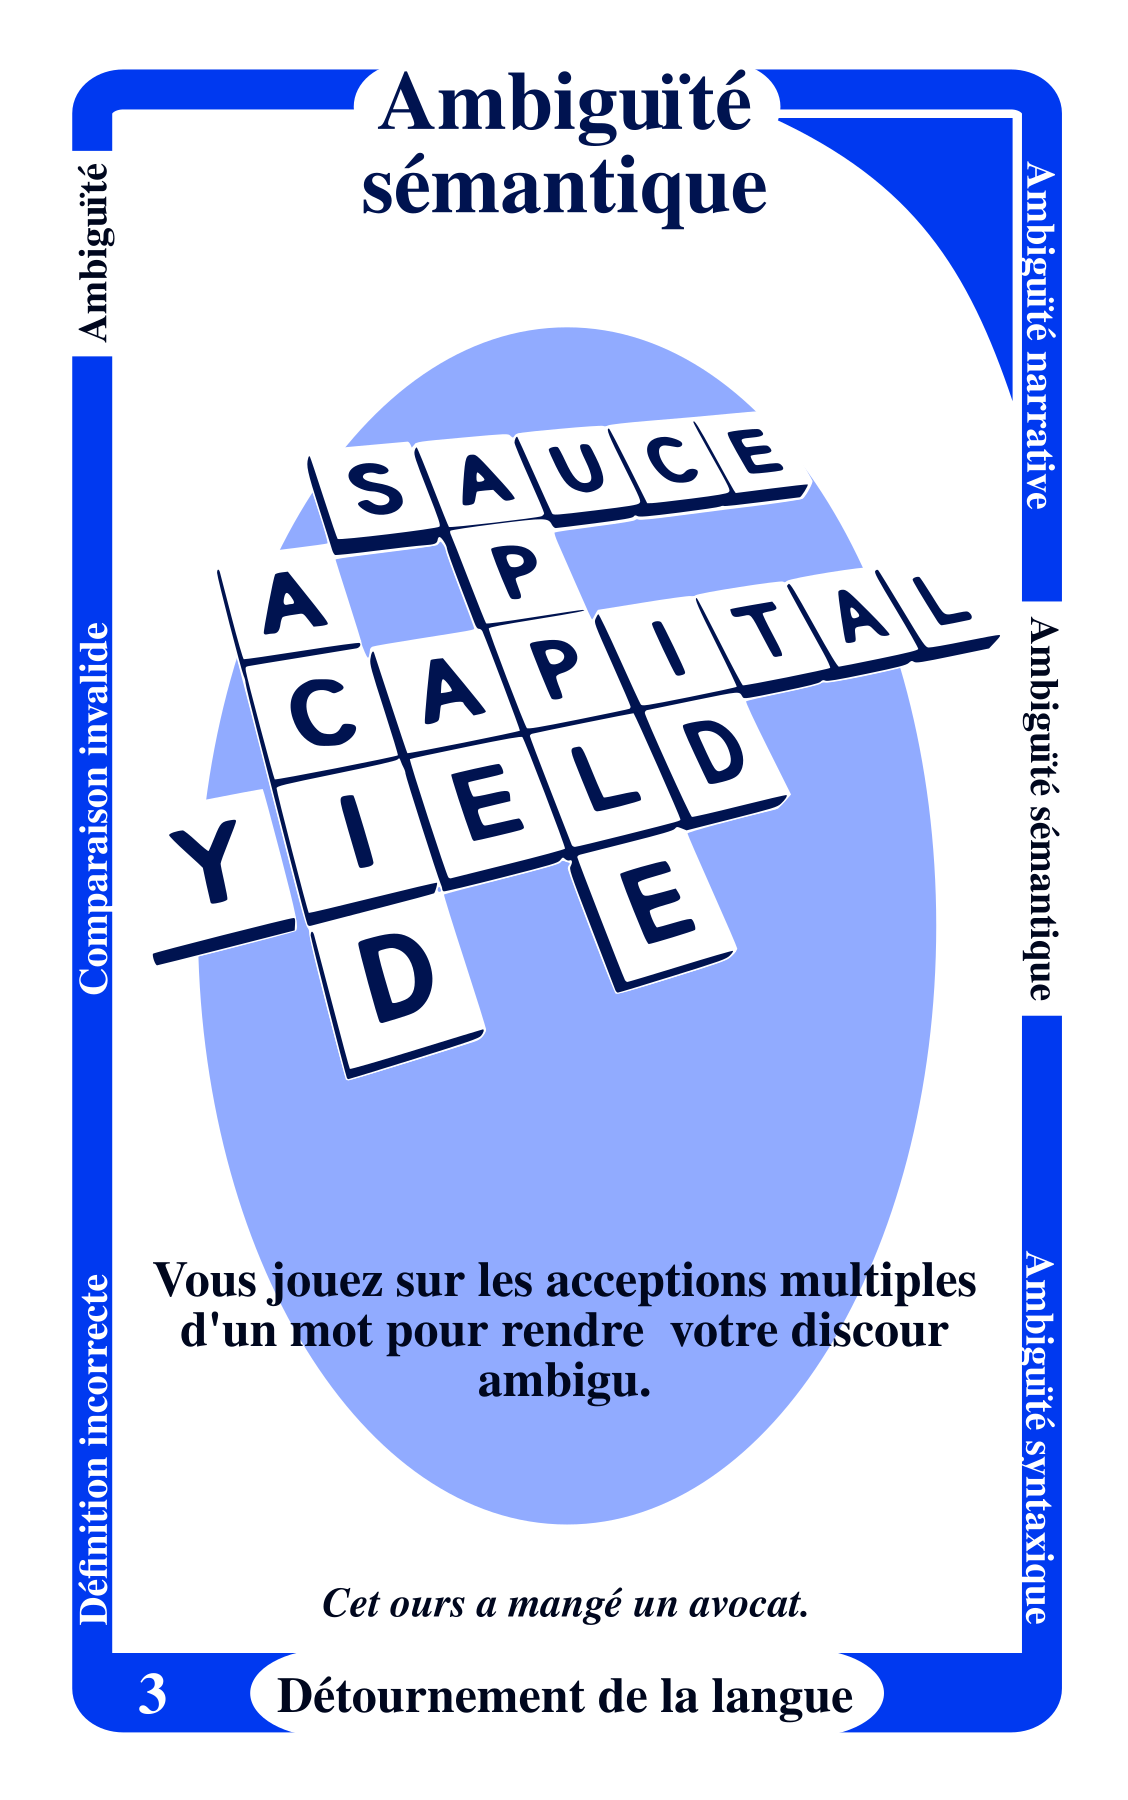 Ambiguïté
sémantique
Ambiguïté
Comparaison invalide
Définition incorrecte
Ambiguïté narrative
Ambiguïté sémantique
Ambiguïté syntaxique
SAUCE
A P
CAPITAL
YIELD
D E
Vous jouez sur les acceptions multiples
d'un mot pour rendre  votre discour
ambigu.
Cet ours a mangé un avocat.
3
Détournement de la langue